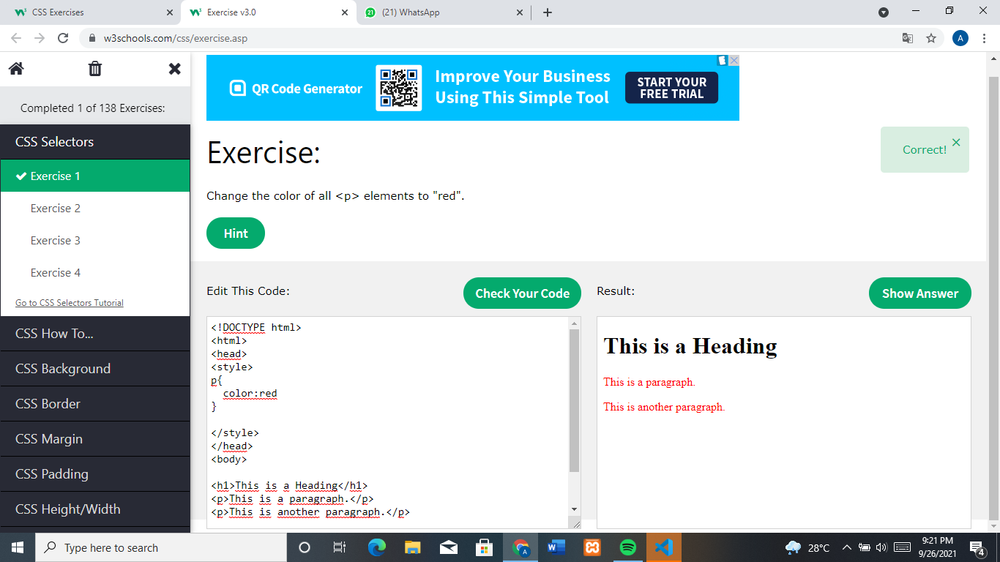 CSS Exercises
Exercise v3.0
21
(21) WhatsApp
w3schools.com/css/exercise.asp
A
Completed 1 of 138 Exercises:
CSS Selectors
Exercise 1
Exercise 2
Exercise 3
Exercise 4
Go to CSS Selectors Tutorial
CSS How To...
CSS Background
CSS Border
CSS Margin
CSS Padding
CSS Height/Width
QR Code Generator
Improve Your Business
Using This Simple Tool
START YOUR
FREE TRIAL
Exercise:
Correct!
Change the color of all <p> elements to "red".
Hint
Edit This Code:
Check Your Code
<!DOCTYPE html>
<html>
<head>
<style>
p{
  color:red
}
</style>
</head>
<body>
<h1>This is a Heading</h1>
<p>This is a paragraph.</p>
<p>This is another paragraph.</p>
Result:
Show Answer
This is a Heading
This is a paragraph.
This is another paragraph.
Type here to search
A
28°C
9:21 PM
9/26/2021
4